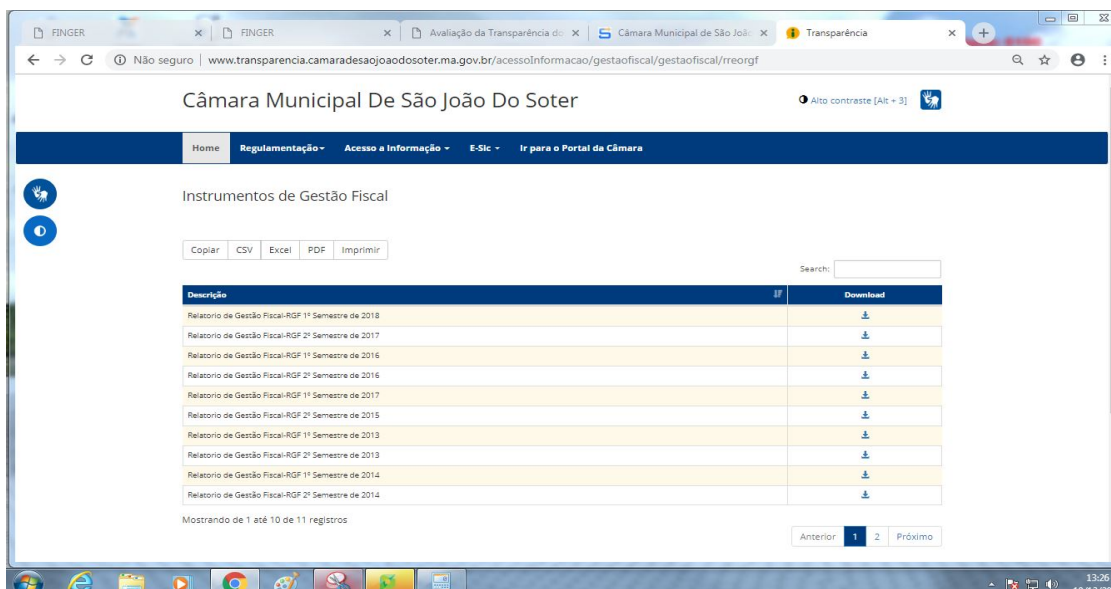 FINGER
FINGER
Avaliação da Transparência do
Câmara Municipal de São João
Transparência
Não seguro | www.transparencia.camaradesaojoaodosoter.ma.gov.br/acessoInformacao/gestaofiscal/gestaofiscal/rreorgf
Câmara Municipal De São João Do Soter
Alto contraste [Alt + 3]
Home Regulamentação Acesso a Informação E-Sic Ir para o Portal da Câmara
Instrumentos de Gestão Fiscal
Copiar CSV Excel PDF Imprimir
Search:
Descrição Download
Relatorio de Gestão Fiscal-RGF 1º Semestre de 2018
Relatorio de Gestão Fiscal-RGF 2º Semestre de 2017
Relatorio de Gestão Fiscal-RGF 1º Semestre de 2016
Relatorio de Gestão Fiscal-RGF 2º Semestre de 2016
Relatorio de Gestão Fiscal-RGF 1º Semestre de 2017
Relatorio de Gestão Fiscal-RGF 2º Semestre de 2015
Relatorio de Gestão Fiscal-RGF 1º Semestre de 2013
Relatorio de Gestão Fiscal-RGF 2º Semestre de 2013
Relatorio de Gestão Fiscal-RGF 1º Semestre de 2014
Relatorio de Gestão Fiscal-RGF 2º Semestre de 2014
Mostrando de 1 até 10 de 11 registros
Anterior 1 2 Próximo
13:26